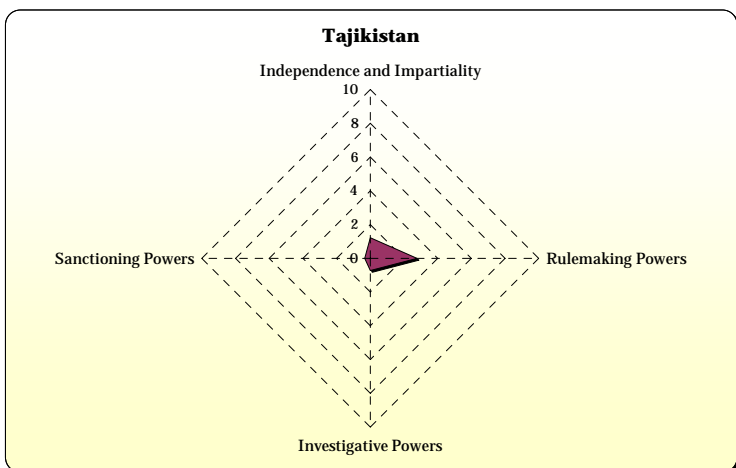 Tajikistan
Independence and Impartiality
10
8
6
4
2
Sanctioning Powers 0 Rulemaking Powers
Investigative Powers